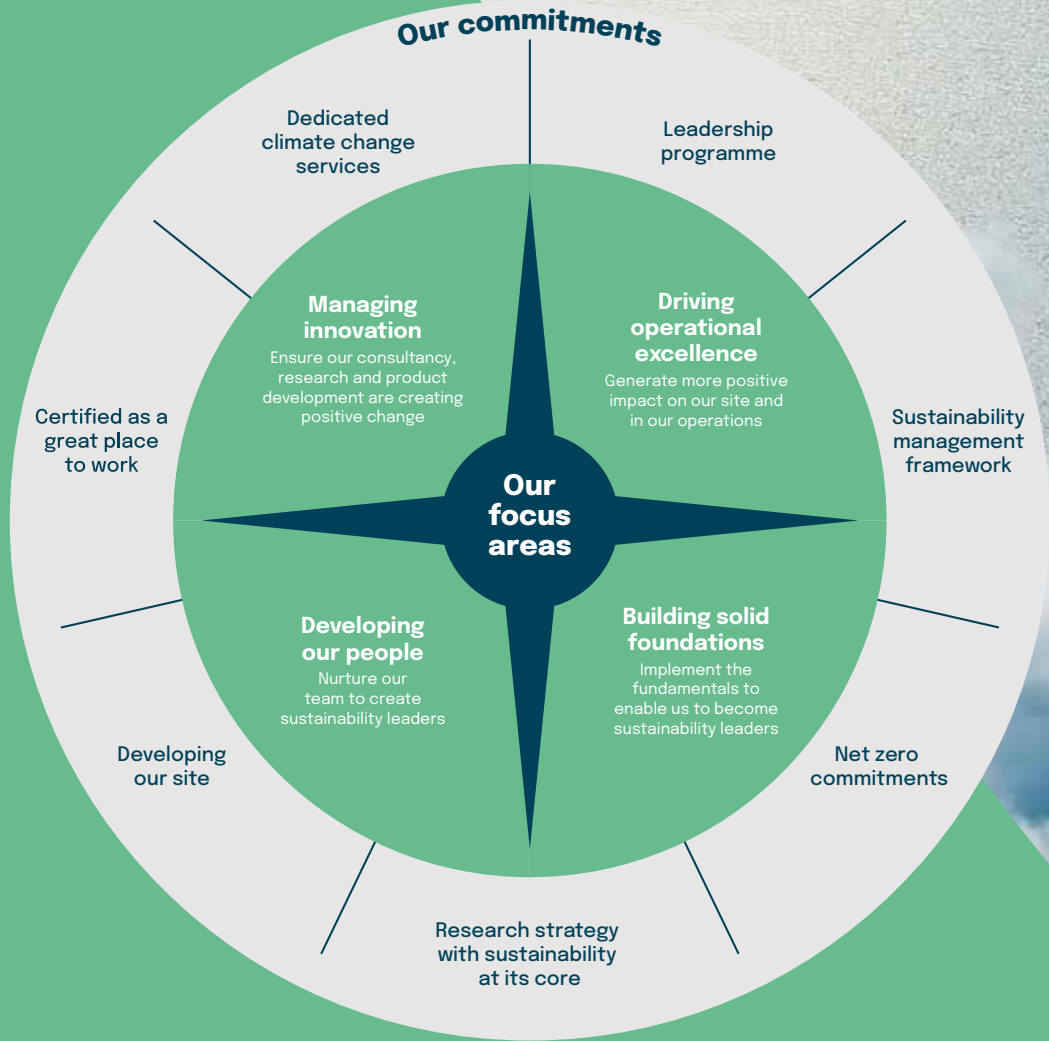 Our commitments
Dedicated
climate change
services
Leadership
programme
Managing
innovation
Ensure our consultancy,
research and product
development are creating
positive change
Driving
operational
excellence
Generate more positive
impact on our site and
in our operations
Certified as a
great place
to work
Sustainability
management
framework
Our
focus
areas
Developing
our people
Nurture our
team to create
sustainability leaders
Building solid
foundations
Implement the
fundamentals to
enable us to become
sustainability leaders
Developing
our site
Net zero
commitments
Research strategy
with sustainability
at its core